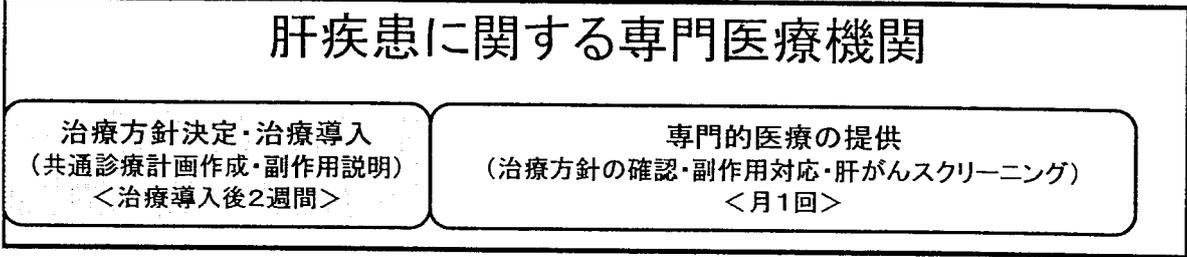 肝疾患に関する専門医療機関
治療方針決定・治療導入
（共通診療計画作成・副作用説明）
＜治療導入後２週間＞
専門的医療の提供
（治療方針の確認・副作用対応・肝がんスクリーニング）
＜月１回＞